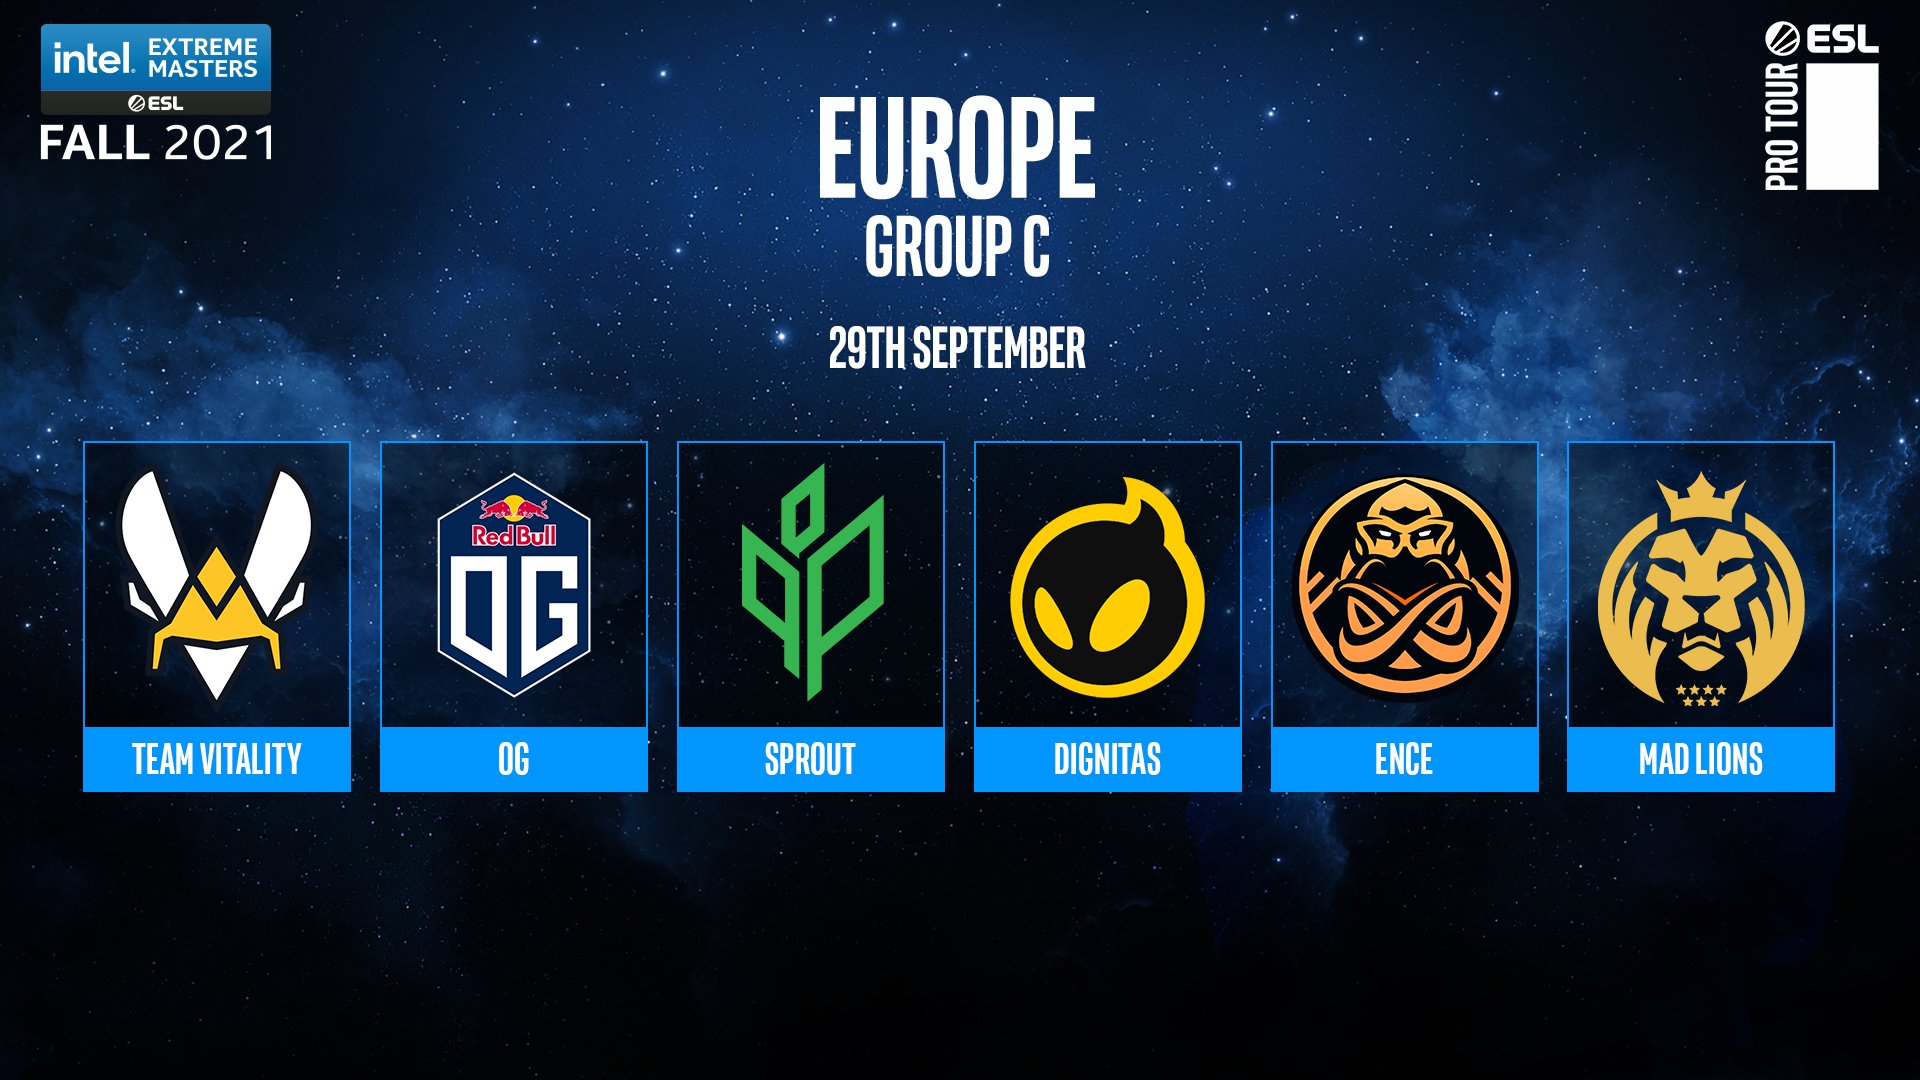 intel. EXTREME
MASTERS
ESL
FALL 2021
ESL
PRO TOUR
EUROPE
GROUP C
29TH SEPTEMBER
Red Bull
OG
TEAM VITALITY
OG
SPROUT
DIGNITAS
ENCE
MAD LIONS